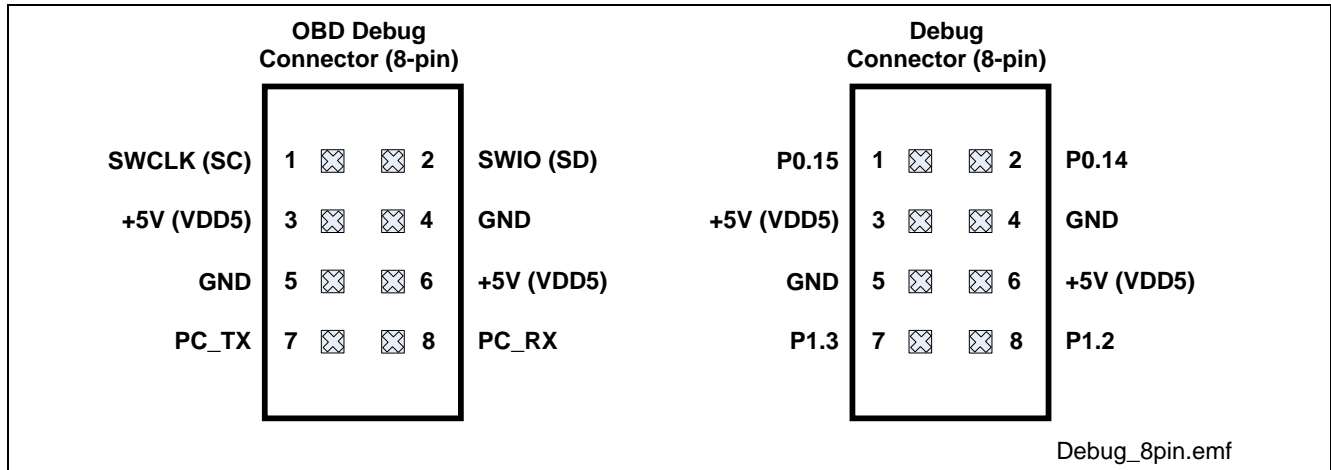 OBD Debug
Connector (8-pin)
SWCLK (SC) 1 2 SWIO (SD)
+5V (VDD5) 3 4 GND
GND 5 6 +5V (VDD5)
PC_TX 7 8 PC_RX
Debug
Connector (8-pin)
P0.15 1 2 P0.14
+5V (VDD5) 3 4 GND
GND 5 6 +5V (VDD5)
P1.3 7 8 P1.2
Debug_8pin.emf